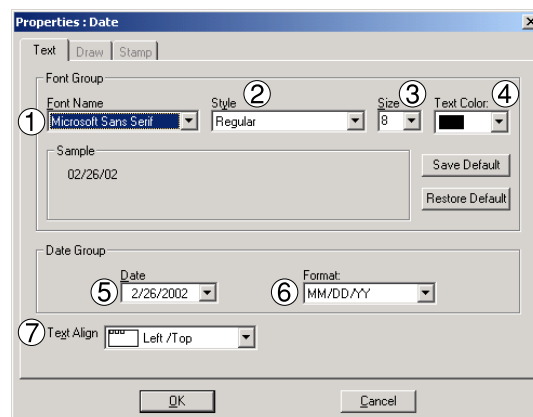 Properties : Date
Text Draw Stamp
Font Group
Font Name Style ② Size ③ Text Color: ④
① Microsoft Sans Serif Regular 8
Sample
02/26/02
Save Default
Restore Default
Date Group
Date Format:
⑤ 2/26/2002 ⑥ MM/DD/YY
⑦ Text Align Left /Top
OK Cancel